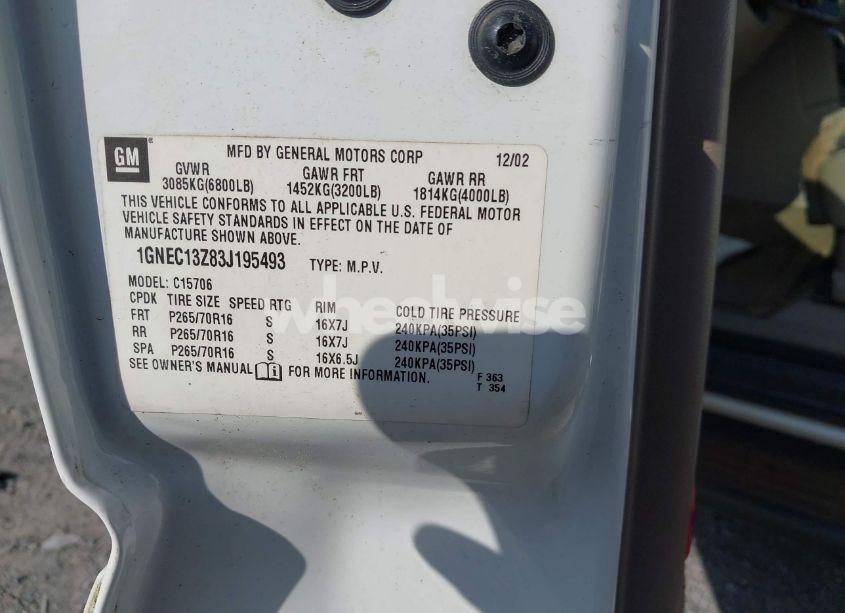 GM
MFD BY GENERAL MOTORS CORP 12/02
GVWR GAWR FRT GAWR RR
3085KG(6800LB) 1452KG(3200LB) 1814KG(4000LB)
THIS VEHICLE CONFORMS TO ALL APPLICABLE U.S. FEDERAL MOTOR
VEHICLE SAFETY STANDARDS IN EFFECT ON THE DATE OF
MANUFACTURE SHOWN ABOVE.
1GNEC13Z83J195493 TYPE: M.P.V.
MODEL: C15706
CPDK TIRE SIZE SPEED RTG RIM COLD TIRE PRESSURE
FRT P265/70R16 S 16X7J 240KPA(35PSI)
RR P265/70R16 S 16X7J 240KPA(35PSI)
SPA P265/70R16 S 16X6.5J 240KPA(35PSI)
SEE OWNER'S MANUAL FOR MORE INFORMATION.
F 363
T 354
wheelwise